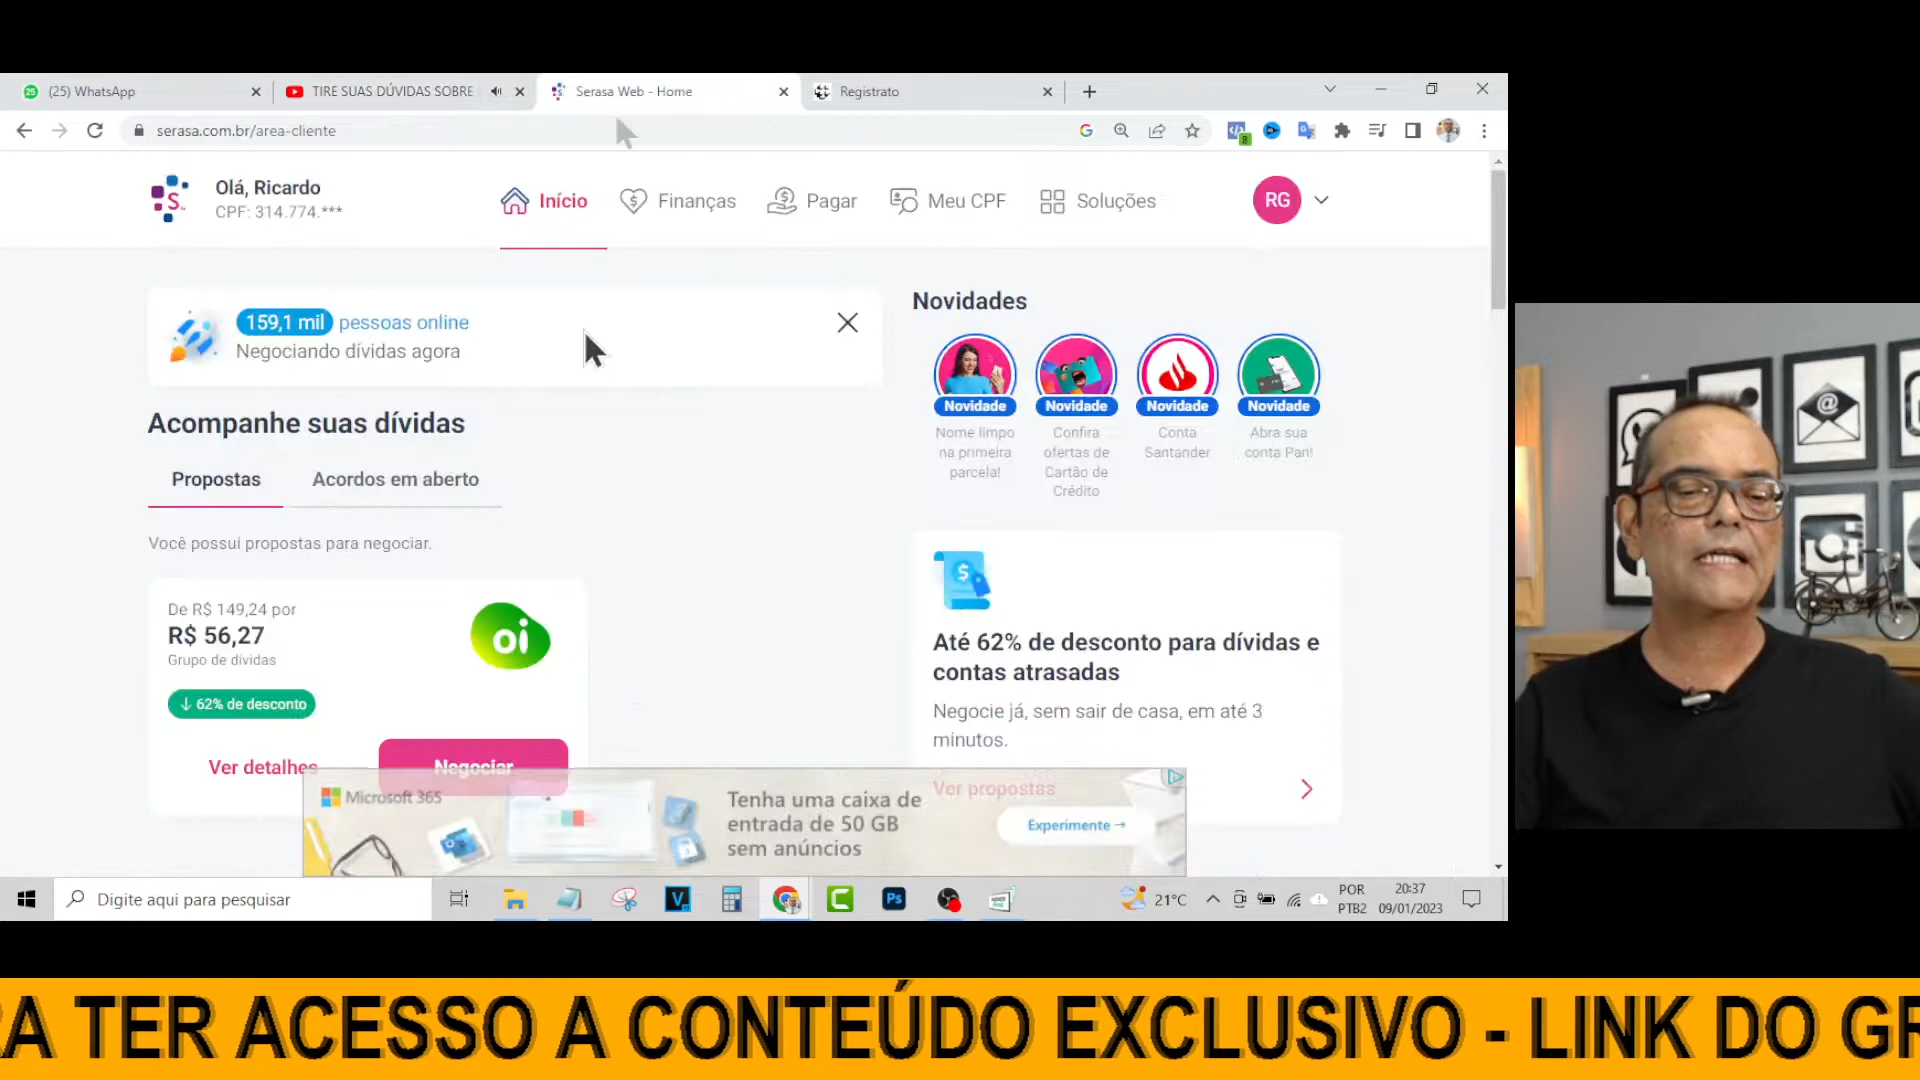 (25) WhatsApp
TIRE SUAS DÚVIDAS SOBRE
Serasa Web - Home
Registrato
serasa.com.br/area-cliente
8
Olá, Ricardo
CPF: 314.774.***
Início
Finanças
Pagar
Meu CPF
Soluções
RG
159,1 mil pessoas online
Negociando dívidas agora
Acompanhe suas dívidas
Propostas
Acordos em aberto
Você possui propostas para negociar.
De R$ 149,24 por
R$ 56,27
Grupo de dívidas
oi
62% de desconto
Ver detalhes
Negociar
Novidades
Novidade
Nome limpo
na primeira
parcela!
Novidade
Confira
ofertas de
Cartão de
Crédito
Novidade
Conta
Santander
Novidade
Abra sua
conta Pan!
Até 62% de desconto para dívidas e
contas atrasadas
Negocie já, sem sair de casa, em até 3
minutos.
Ver propostas
Microsoft 365
Tenha uma caixa de
entrada de 50 GB
sem anúncios
Experimente →
Digite aqui para pesquisar
Ps
21°C
POR
PTB2
20:37
09/01/2023
RA TER ACESSO A CONTEÚDO EXCLUSIVO - LINK DO GR